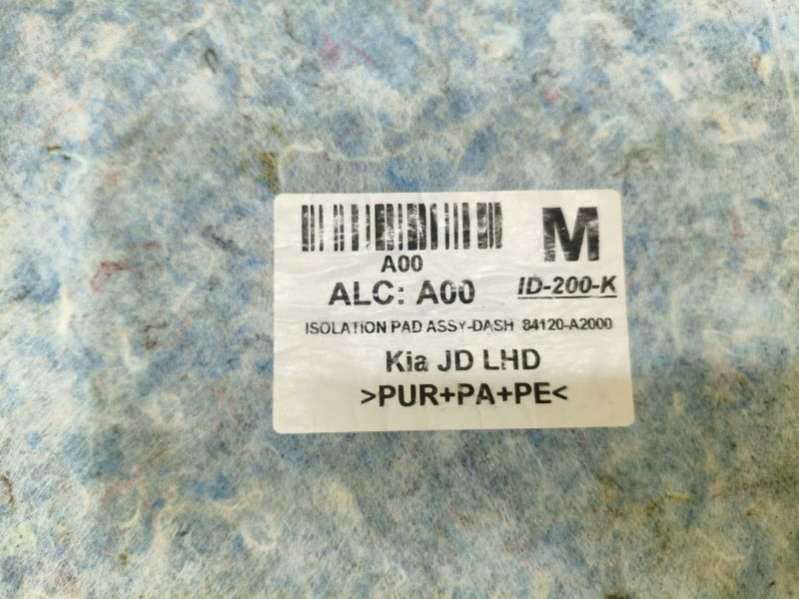 M
A00
ALC: A00 ID-200-K
ISOLATION PAD ASSY-DASH 84120-A2000
Kia JD LHD
>PUR+PA+PE<